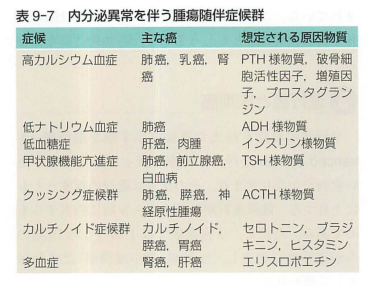 表 9-7 内分泌異常を伴う腫瘍随伴症候群
症候 主な癌 想定される原因物質
高カルシウム血症 肺癌, 乳癌, 腎 PTH 様物質, 破骨細
癌 胞活性因子, 増殖因
子, プロスタグラン
ジン
低ナトリウム血症 肺癌 ADH 様物質
低血糖症 肝癌, 肉腫 インスリン様物質
甲状腺機能亢進症 肺癌, 前立腺癌, TSH 様物質
白血病
クッシング症候群 肺癌, 膵癌, 神 ACTH 様物質
経原性腫瘍
カルチノイド症候群 カルチノイド, セロトニン, ブラジ
膵癌, 胃癌 キニン, ヒスタミン
多血症 腎癌, 肝癌 エリスロポエチン